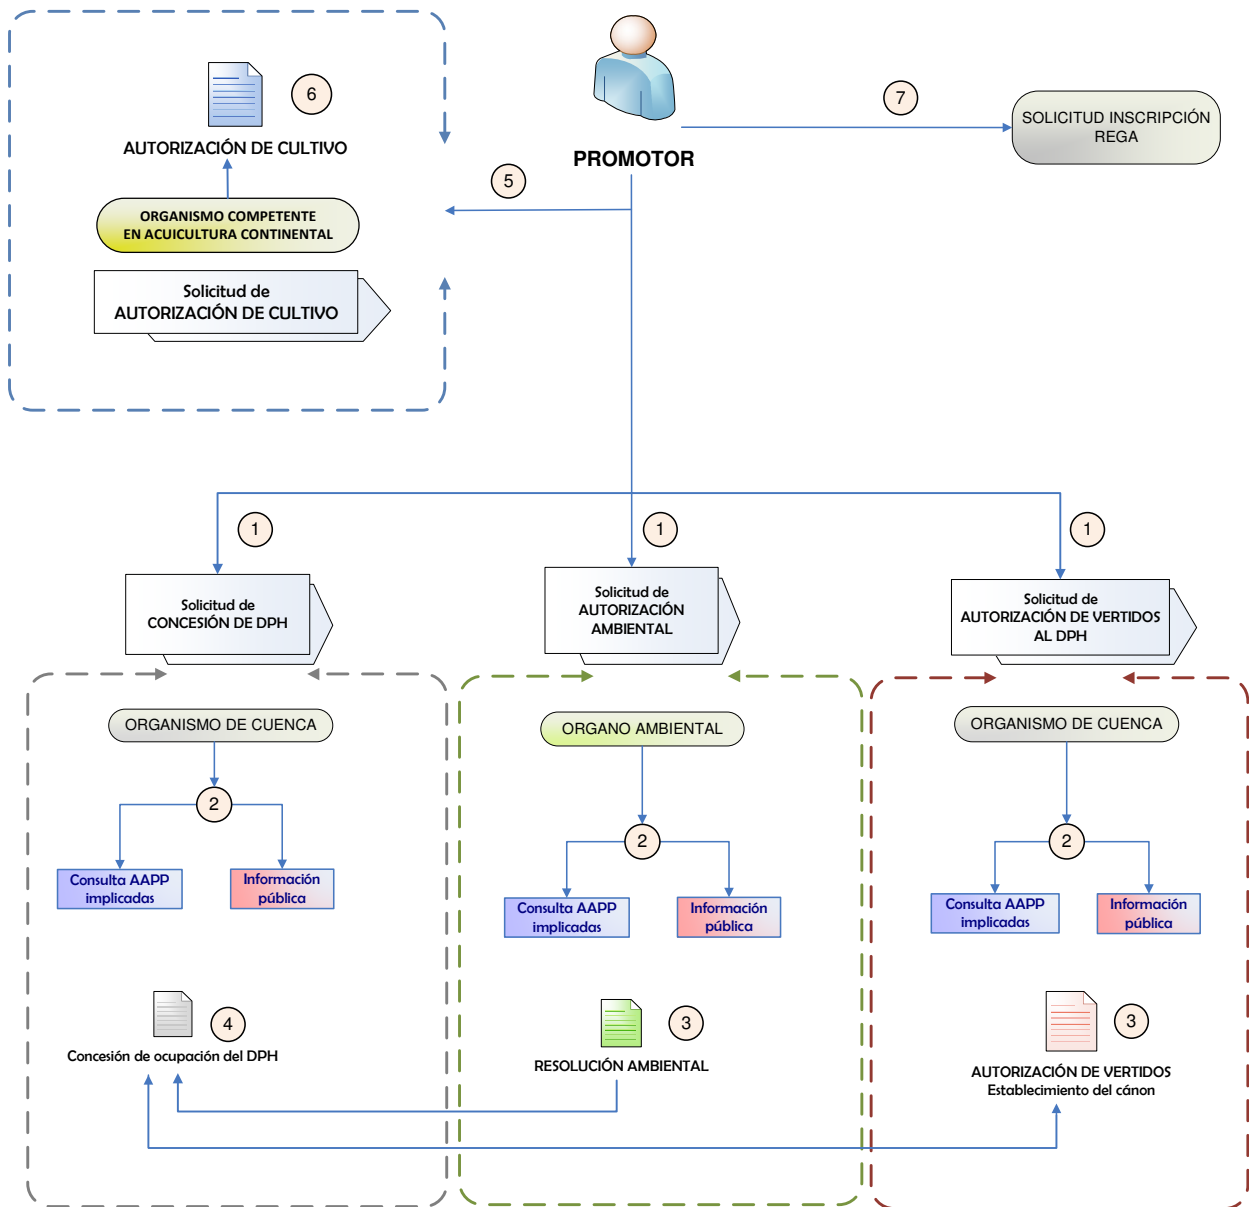 6
AUTORIZACIÓN DE CULTIVO
ORGANISMO COMPETENTE
EN ACUICULTURA CONTINENTAL
Solicitud de
AUTORIZACIÓN DE CULTIVO
PROMOTOR
5
7
SOLICITUD INSCRIPCIÓN
REGA
1
1
1
Solicitud de
CONCESIÓN DE DPH
Solicitud de
AUTORIZACIÓN
AMBIENTAL
Solicitud de
AUTORIZACIÓN DE VERTIDOS
AL DPH
ORGANISMO DE CUENCA
2
Consulta AAPP
implicadas
Información
pública
4
Concesión de ocupación del DPH
ORGANO AMBIENTAL
2
Consulta AAPP
implicadas
Información
pública
3
RESOLUCIÓN AMBIENTAL
ORGANISMO DE CUENCA
2
Consulta AAPP
implicadas
Información
pública
3
AUTORIZACIÓN DE VERTIDOS
Establecimiento del cánon